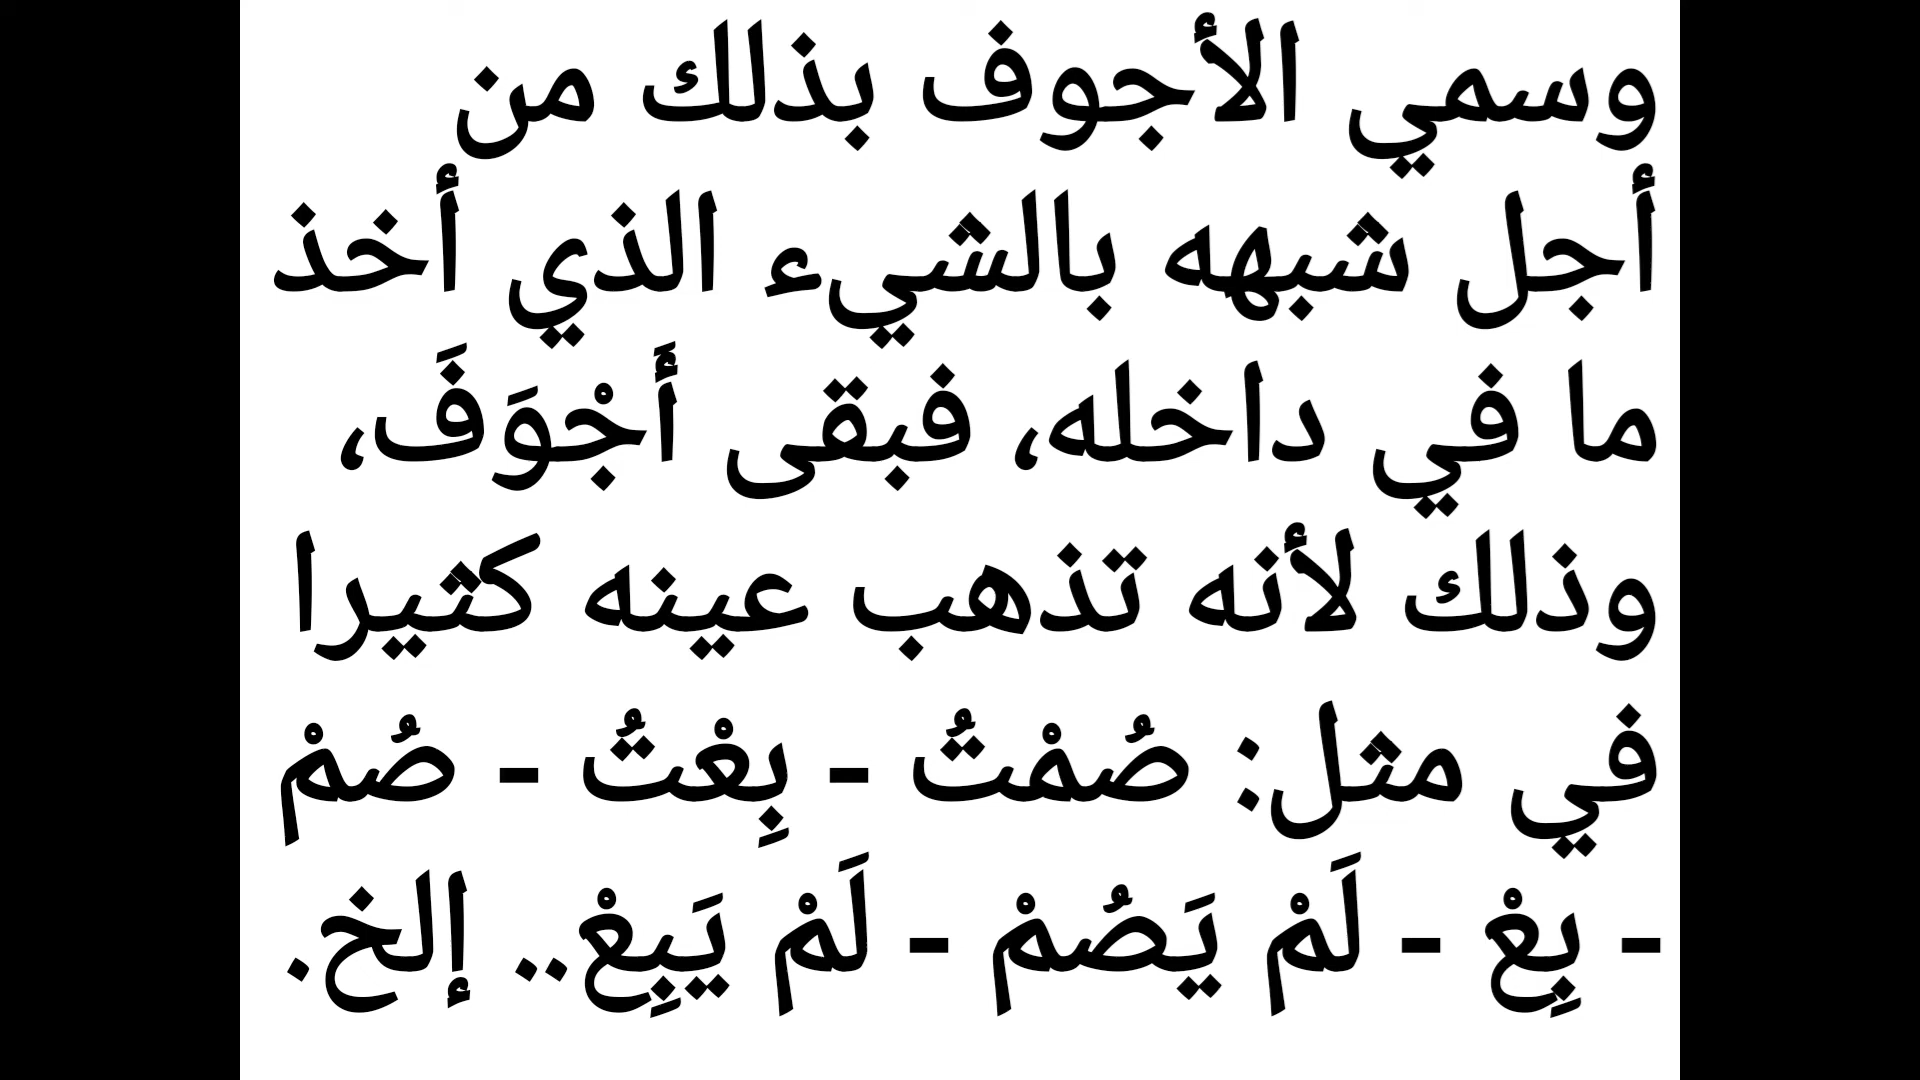 وسمي الأجوف بذلك من
أجل شبهه بالشيء الذي أخذ
ما في داخله، فبقى أَجْوَفَ،
وذلك لأنه تذهب عينه كثيرا
في مثل: صُمْتُ - بِعْتُ - صُمْ
- بِعْ - لَمْ يَصُمْ - لَمْ يَبِعْ.. إلخ.